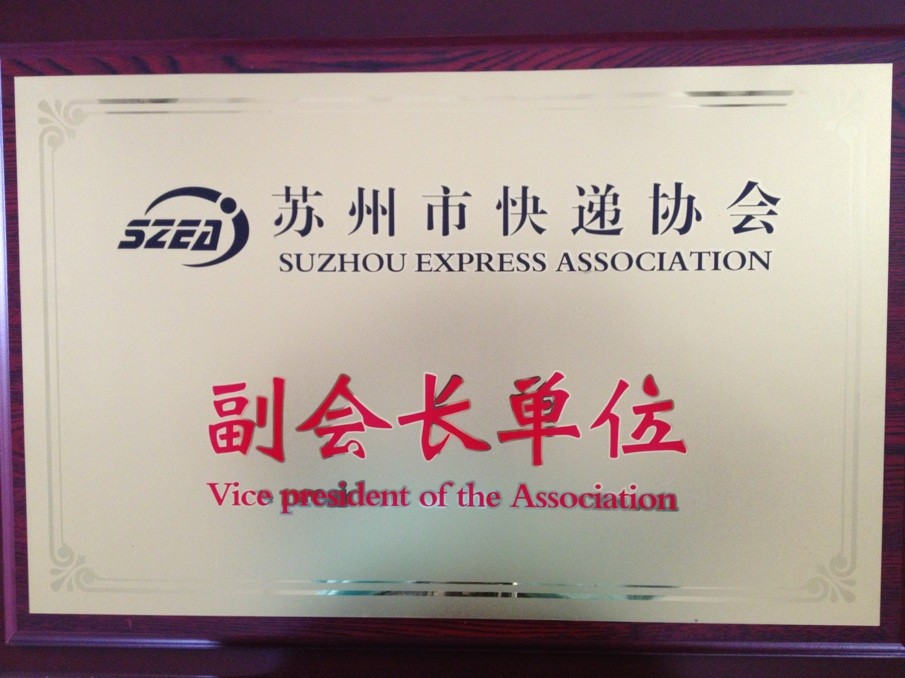 SZEA 苏州市快递协会
SUZHOU EXPRESS ASSOCIATION
副会长单位
Vice president of the Association